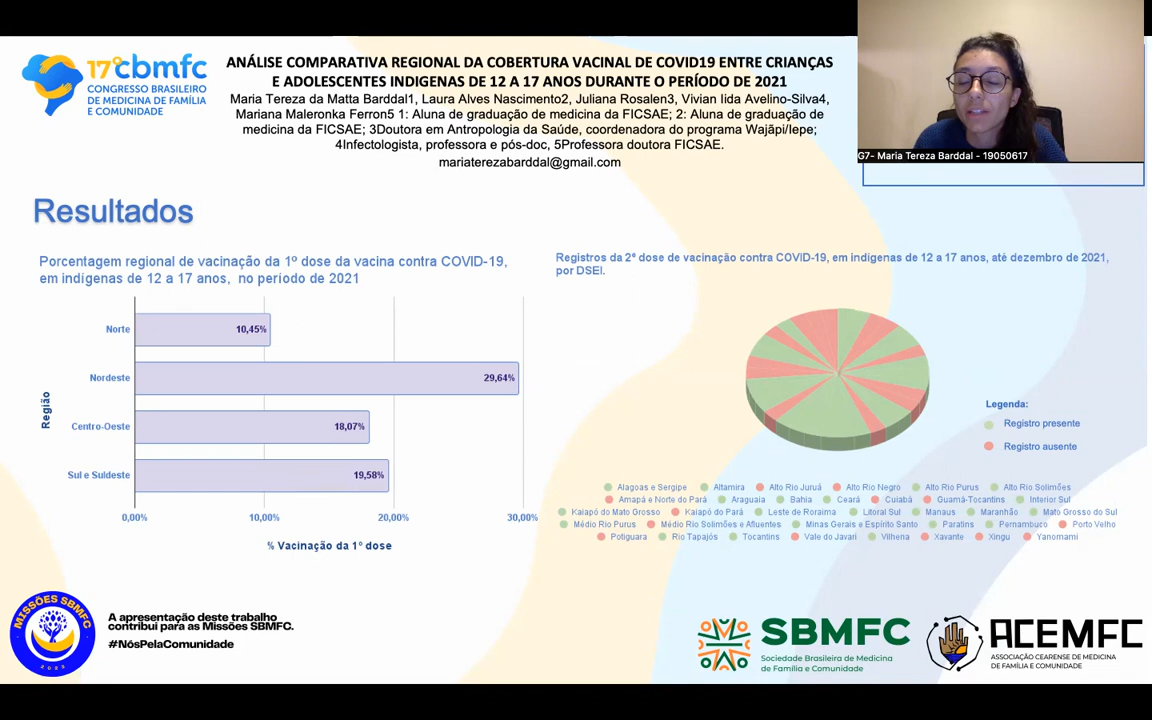 17º cbmfc
CONGRESSO BRASILEIRO
DE MEDICINA DE FAMÍLIA
E COMUNIDADE
ANÁLISE COMPARATIVA REGIONAL DA COBERTURA VACINAL DE COVID19 ENTRE CRIANÇAS
E ADOLESCENTES INDIGENAS DE 12 A 17 ANOS DURANTE O PERÍODO DE 2021
Maria Tereza da Matta Barddal1, Laura Alves Nascimento2, Juliana Rosalen3, Vivian Iida Avelino-Silva4,
Mariana Maleronka Ferron5 1: Aluna de graduação de medicina da FICSAE; 2: Aluna de graduação de
medicina da FICSAE; 3Doutora em Antropologia da Saúde, coordenadora do programa Wajãpi/Iepe;
4Infectologista, professora e pós-doc, 5Professora doutora FICSAE.
mariaterezabarddal@gmail.com
G7- Maria Tereza Barddal - 19050617
Resultados
Porcentagem regional de vacinação da 1º dose da vacina contra COVID-19,
em indígenas de 12 a 17 anos, no período de 2021
Região
Norte 10,45%
Nordeste 29,64%
Centro-Oeste 18,07%
Sul e Suldeste 19,58%
0,00% 10,00% 20,00% 30,00%
% Vacinação da 1º dose
Registros da 2ª dose de vacinação contra COVID-19, em indígenas de 12 a 17 anos, até dezembro de 2021,
por DSEI.
Legenda:
Registro presente
Registro ausente
Alagoas e Sergipe Altamira Alto Rio Juruá Alto Rio Negro Alto Rio Purus Alto Rio Solimões
Amapá e Norte do Pará Araguaia Bahia Ceará Cuiabá Guamá-Tocantins Interior Sul
Kaiapó do Mato Grosso Kaiapó do Pará Leste de Roraima Litoral Sul Manaus Maranhão Mato Grosso do Sul
Médio Rio Purus Médio Rio Solimões e Afluentes Minas Gerais e Espírito Santo Paratins Pernambuco Porto Velho
Potiguara Rio Tapajós Tocantins Vale do Javari Vilhena Xavante Xingu Yanomami
MISSÕES SBMFC
2022
A apresentação deste trabalho
contribui para as Missões SBMFC.
#NósPelaComunidade
SBMFC
Sociedade Brasileira de Medicina
de Família e Comunidade
ACEMFC
ASSOCIAÇÃO CEARENSE DE MEDICINA
DE FAMÍLIA E COMUNIDADE